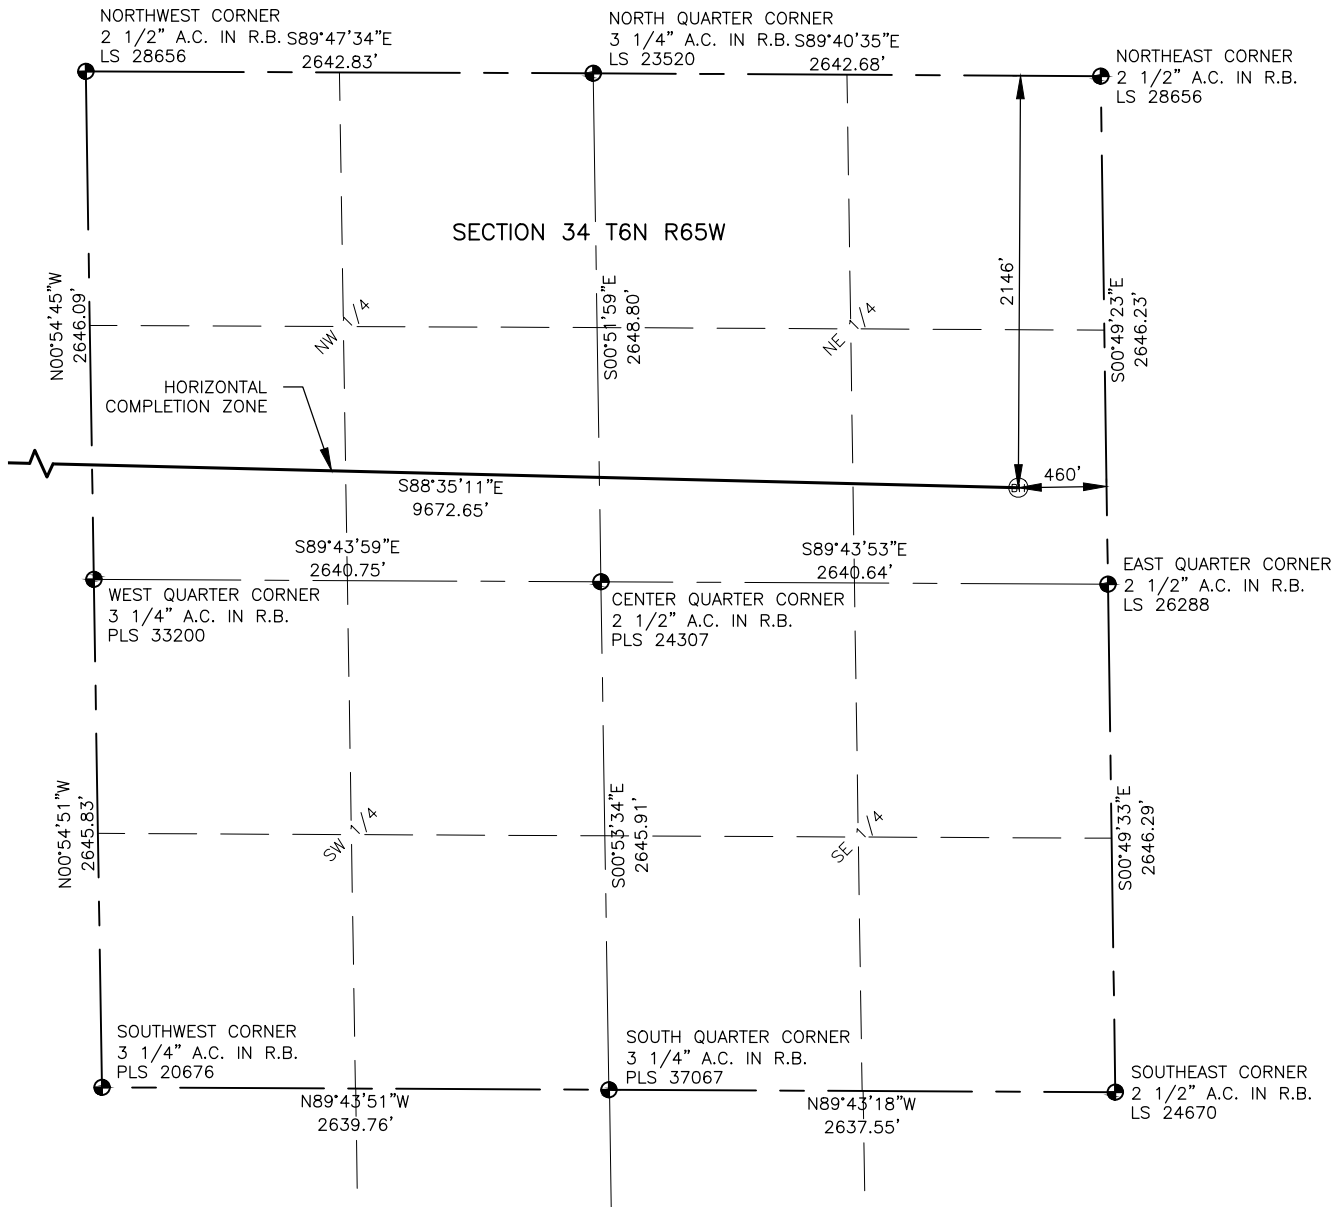 NORTHWEST CORNER
2 1/2" A.C. IN R.B.
LS 28656
S89°47'34"E
2642.83'
NORTH QUARTER CORNER
3 1/4" A.C. IN R.B.
LS 23520
S89°40'35"E
2642.68'
NORTHEAST CORNER
2 1/2" A.C. IN R.B.
LS 28656
SECTION 34 T6N R65W
N00°54'45"W
2646.09'
NW 1/4
S00°51'59"E
2648.80'
NE 1/4
2146'
S00°49'23"E
2646.23'
HORIZONTAL
COMPLETION ZONE
S88°35'11"E
9672.65'
BH
460'
S89°43'59"E
2640.75'
S89°43'53"E
2640.64'
WEST QUARTER CORNER
3 1/4" A.C. IN R.B.
PLS 33200
CENTER QUARTER CORNER
2 1/2" A.C. IN R.B.
PLS 24307
EAST QUARTER CORNER
2 1/2" A.C. IN R.B.
LS 26288
N00°54'51"W
2645.83'
SW 1/4
S00°53'34"E
2645.91'
SE 1/4
S00°49'33"E
2646.29'
SOUTHWEST CORNER
3 1/4" A.C. IN R.B.
PLS 20676
N89°43'51"W
2639.76'
SOUTH QUARTER CORNER
3 1/4" A.C. IN R.B.
PLS 37067
N89°43'18"W
2637.55'
SOUTHEAST CORNER
2 1/2" A.C. IN R.B.
LS 24670